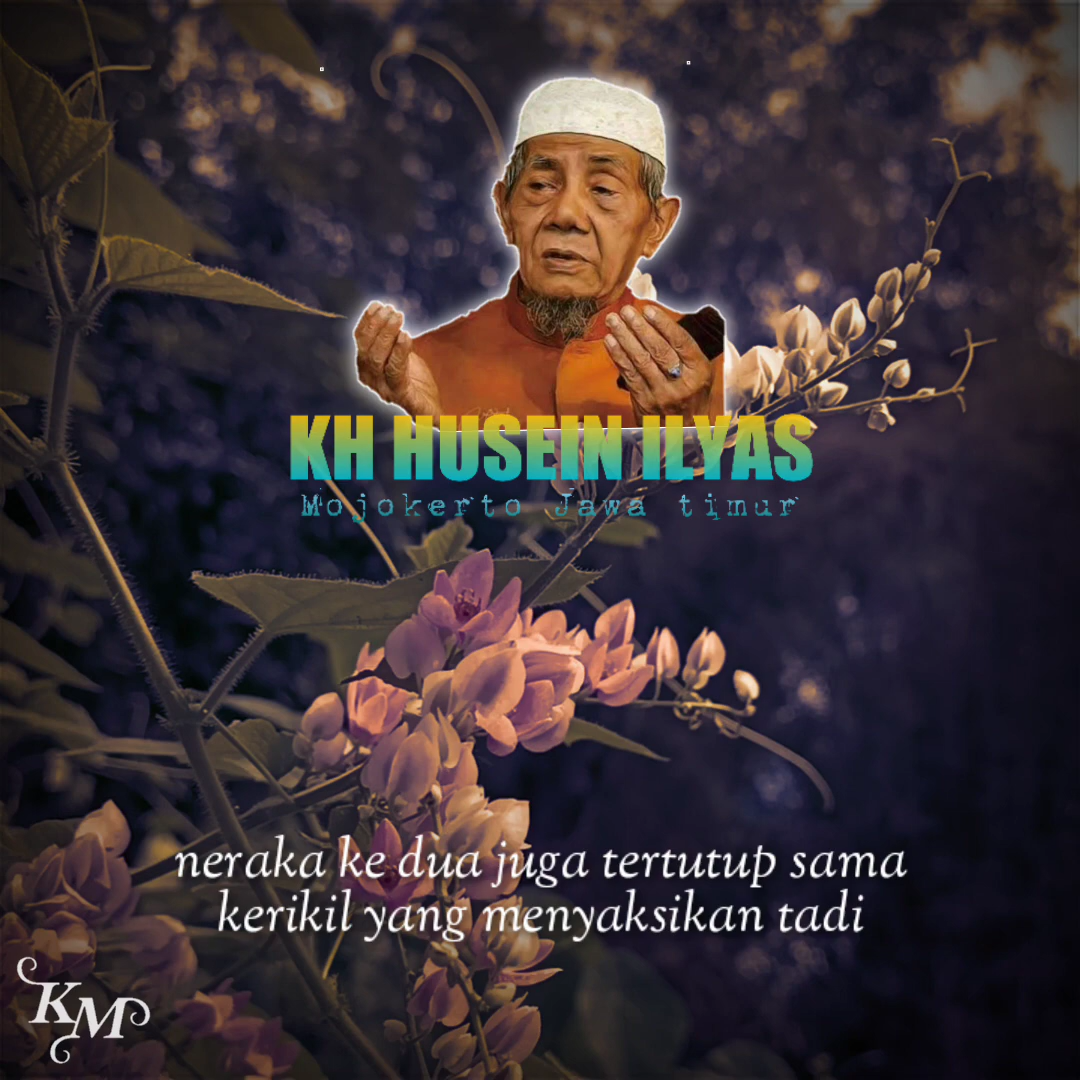 KH HUSEIN ILYAS
Mojokerto Jawa timur
neraka ke dua juga tertutup sama
kerikil yang menyaksikan tadi
KM